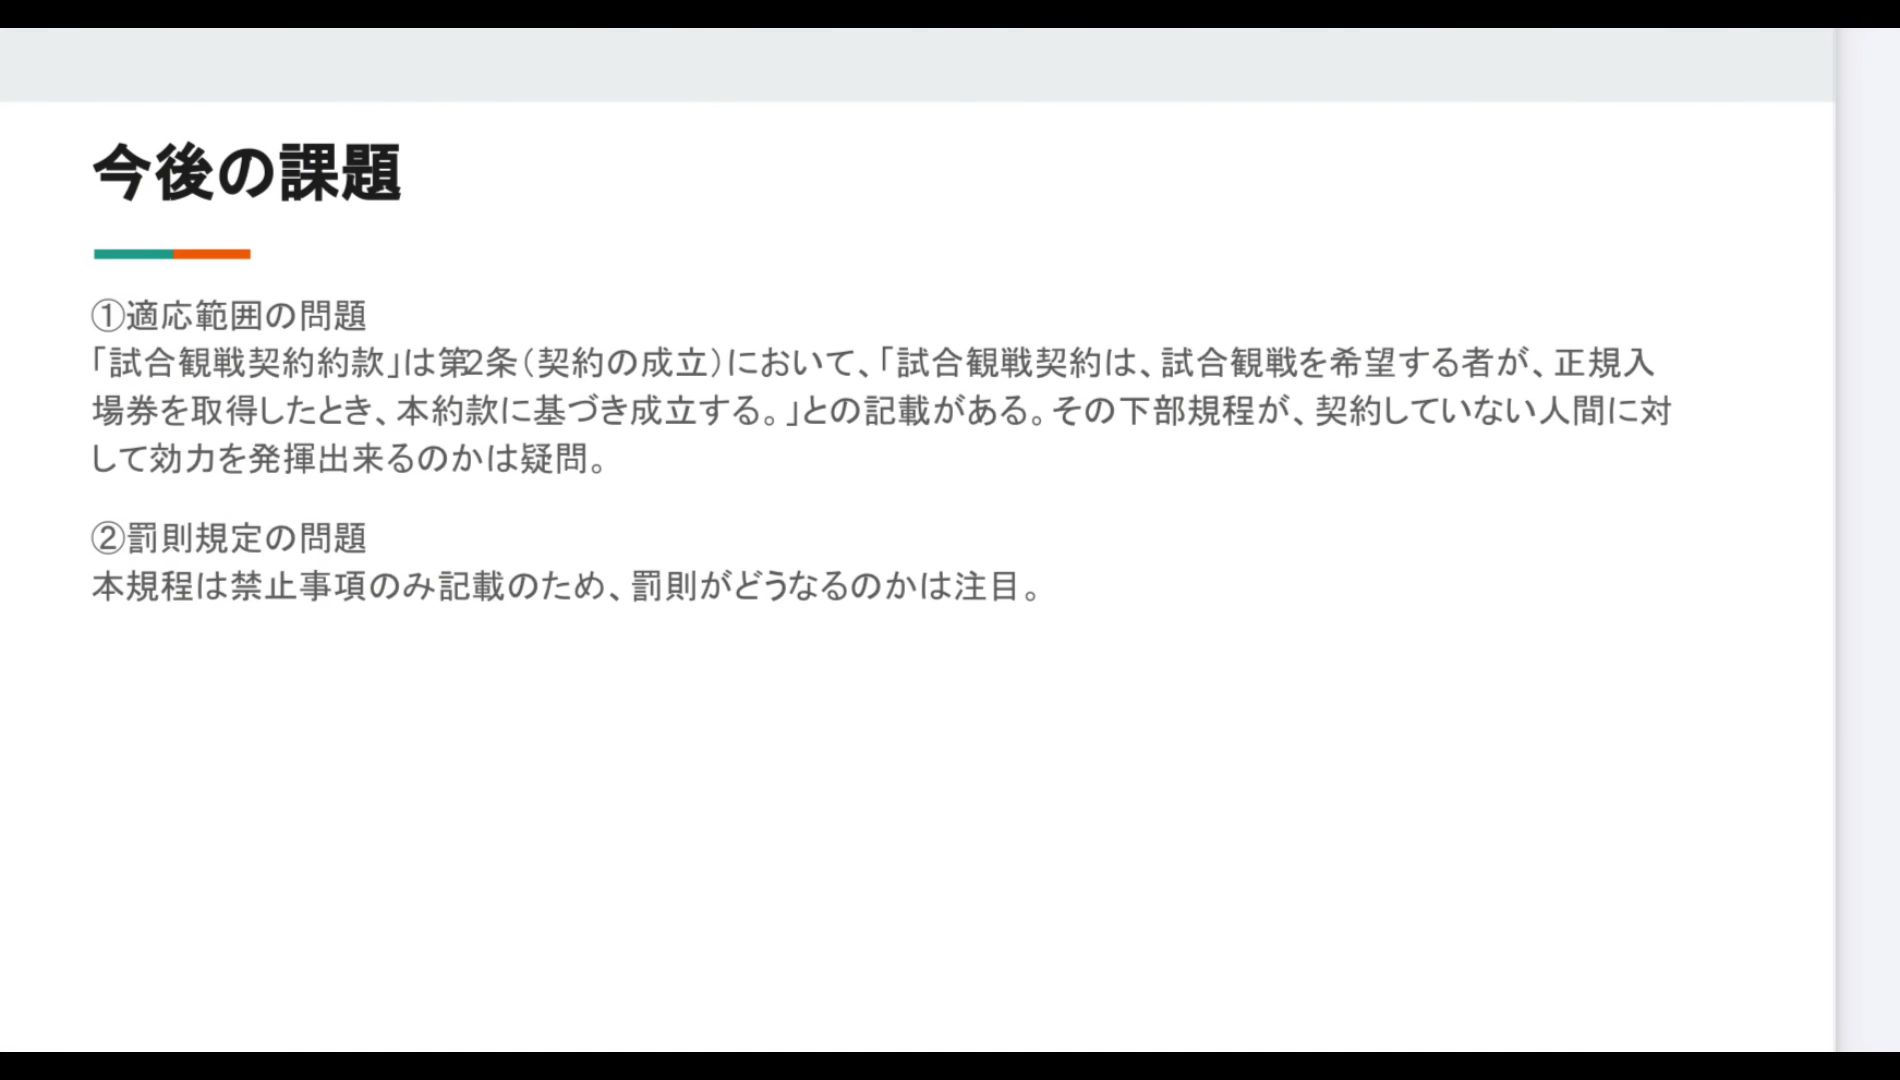 今後の課題
①適応範囲の問題
「試合観戦契約約款」は第2条（契約の成立）において、「試合観戦契約は、試合観戦を希望する者が、正規入
場券を取得したとき、本約款に基づき成立する。」との記載がある。その下部規程が、契約していない人間に対
して効力を発揮出来るのかは疑問。
②罰則規定の問題
本規程は禁止事項のみ記載のため、罰則がどうなるのかは注目。